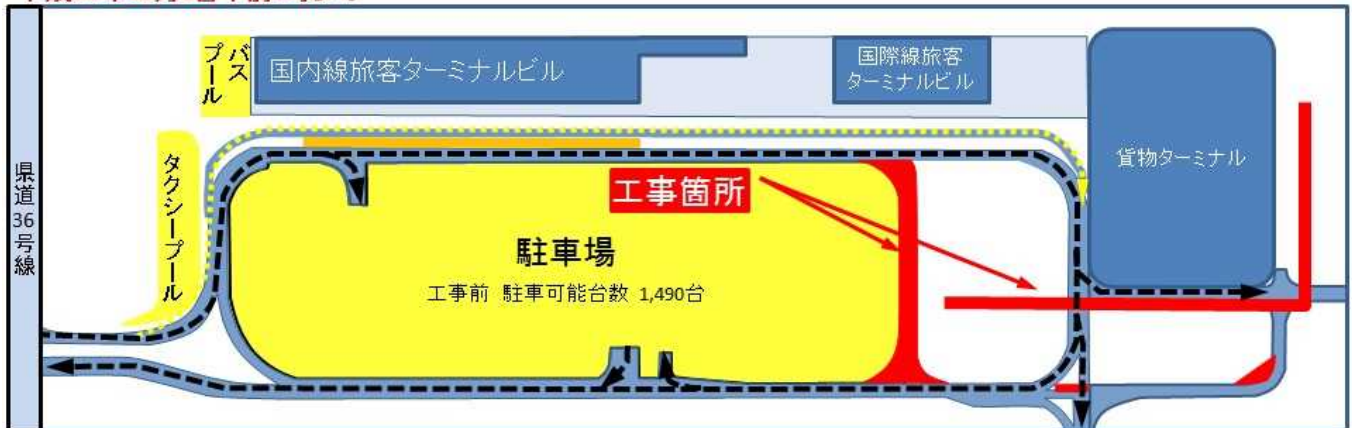 バス
プール
国内線旅客ターミナルビル
国際線旅客
ターミナルビル
貨物ターミナル
タクシープール
県道36号線
工事箇所
駐車場
工事前 駐車可能台数 1,490台